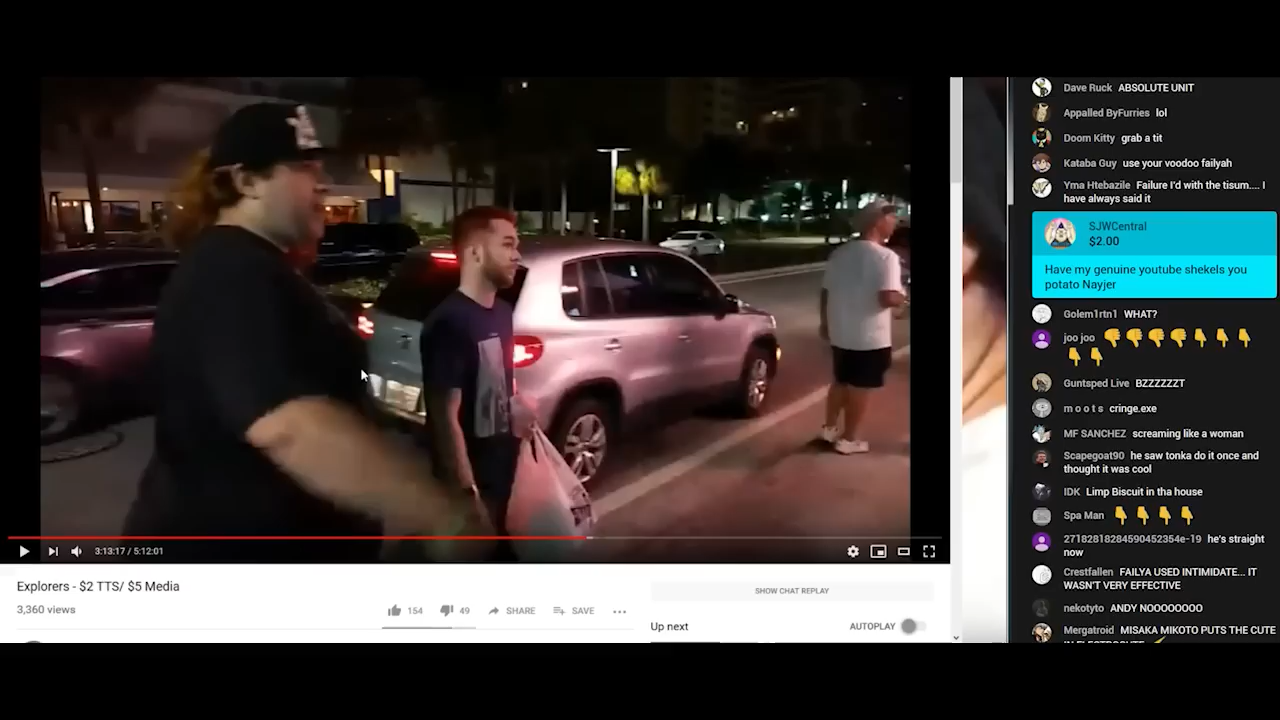 Dave Ruck ABSOLUTE UNIT
Appalled ByFurries lol
Doom Kitty grab a tit
Kataba Guy use your voodoo failyah
Yma Htebazile Failure I'd with the tisum.... I
have always said it
SJWCentral
$2.00
Have my genuine youtube shekels you
potato Nayjer
Golem1rtn1 WHAT?
joo joo 👎👎👎👎👇👇👇
👇👇
Guntsped Live BZZZZZT
m o o t s cringe.exe
MF SANCHEZ screaming like a woman
Scapegoat90 he saw tonka do it once and
thought it was cool
IDK Limp Biscuit in tha house
Spa Man 👇👇👇👇
27182818284590452354e-19 he's straight
now
Crestfallen FAILYA USED INTIMIDATE... IT
WASN'T VERY EFFECTIVE
nekotyto ANDY NOOOOOOOO
Mergatroid MISAKA MIKOTO PUTS THE CUTE
3:13:17 / 5:12:01
Explorers - $2 TTS/ $5 Media
3,360 views
154
49
SHARE
SAVE
SHOW CHAT REPLAY
Up next
AUTOPLAY